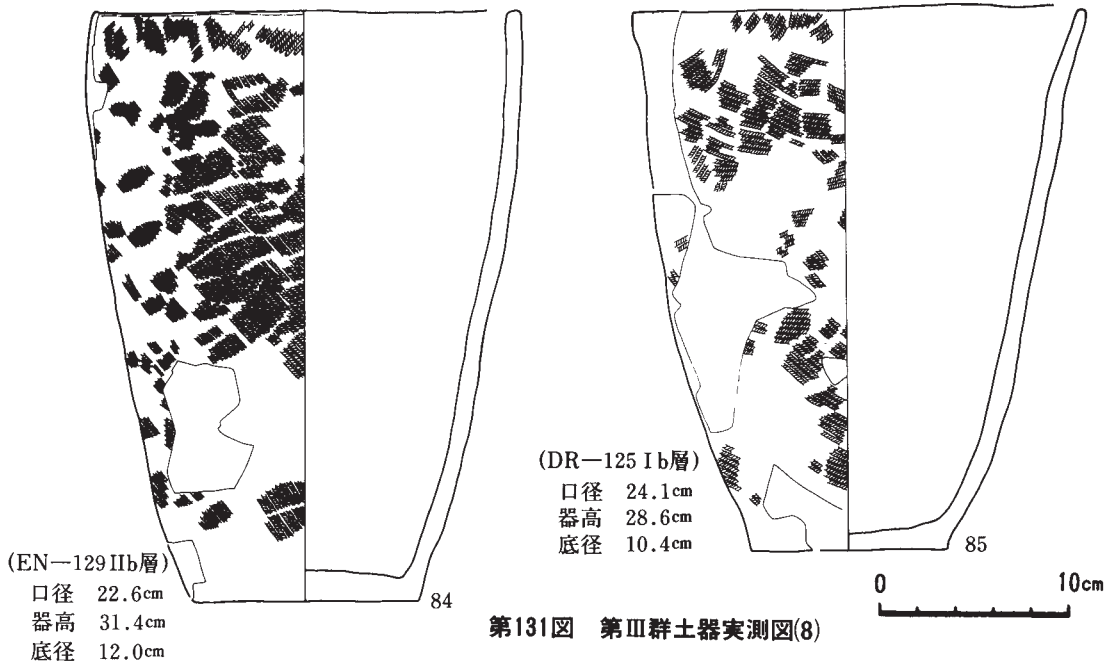 (EN—129 IIb層)
口径 22.6cm
器高 31.4cm
底径 12.0cm
84
(DR—125 Ib層)
口径 24.1cm
器高 28.6cm
底径 10.4cm
85
0 10cm
第131図 第Ⅲ群土器実測図(8)